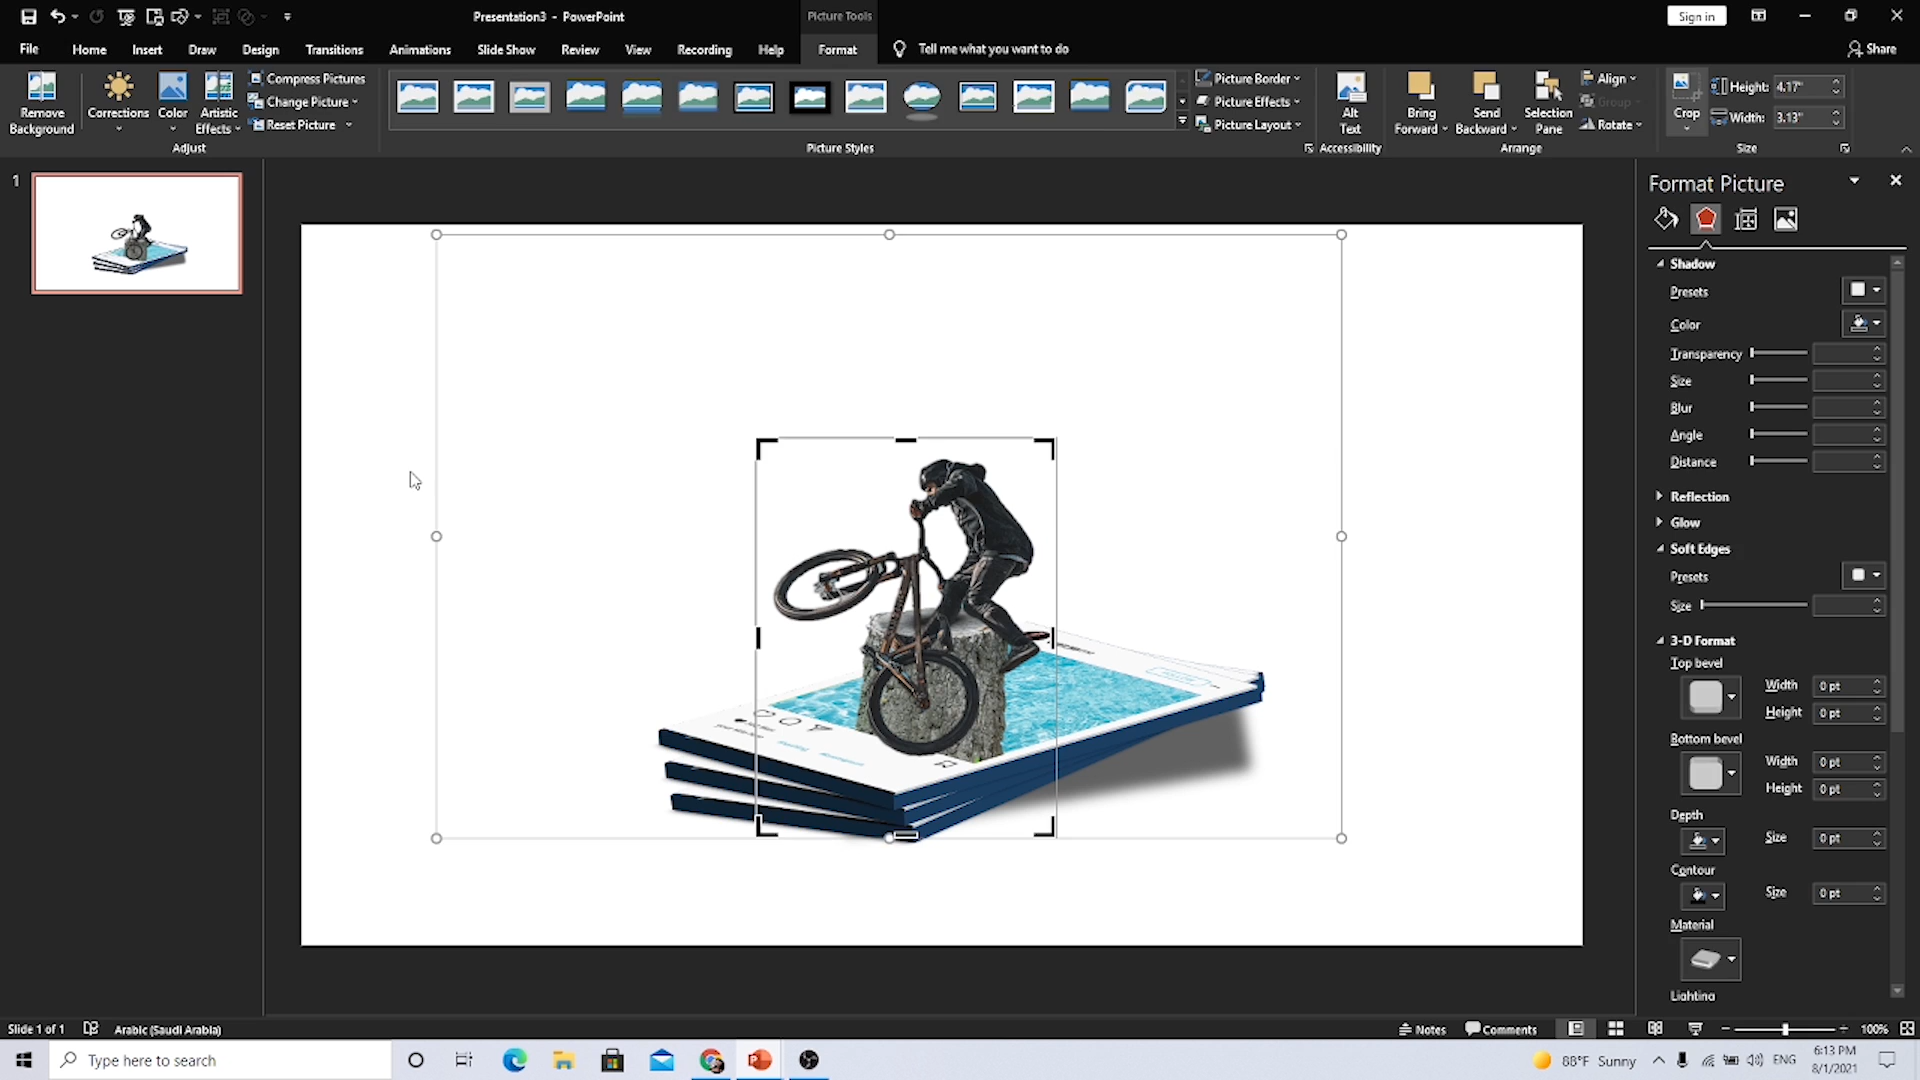 Presentation3 - PowerPoint
Picture Tools
Sign in
File
Home
Insert
Draw
Design
Transitions
Animations
Slide Show
Review
View
Recording
Help
Format
Tell me what you want to do
Share
Remove Background
Corrections
Color
Artistic Effects
Compress Pictures
Change Picture
Reset Picture
Adjust
Picture Styles
Picture Border
Picture Effects
Picture Layout
Alt Text
Accessibility
Bring Forward
Send Backward
Selection Pane
Align
Group
Rotate
Arrange
Crop
Height: 4.17"
Width: 3.13"
Size
1
Format Picture
Shadow
Presets
Color
Transparency
Size
Blur
Angle
Distance
Reflection
Glow
Soft Edges
Presets
Size
3-D Format
Top bevel
Width 0 pt
Height 0 pt
Bottom bevel
Width 0 pt
Height 0 pt
Depth
Size 0 pt
Contour
Size 0 pt
Material
Lighting
Slide 1 of 1
Arabic (Saudi Arabia)
Notes
Comments
100%
Type here to search
88°F Sunny
ENG
6:13 PM
8/1/2021